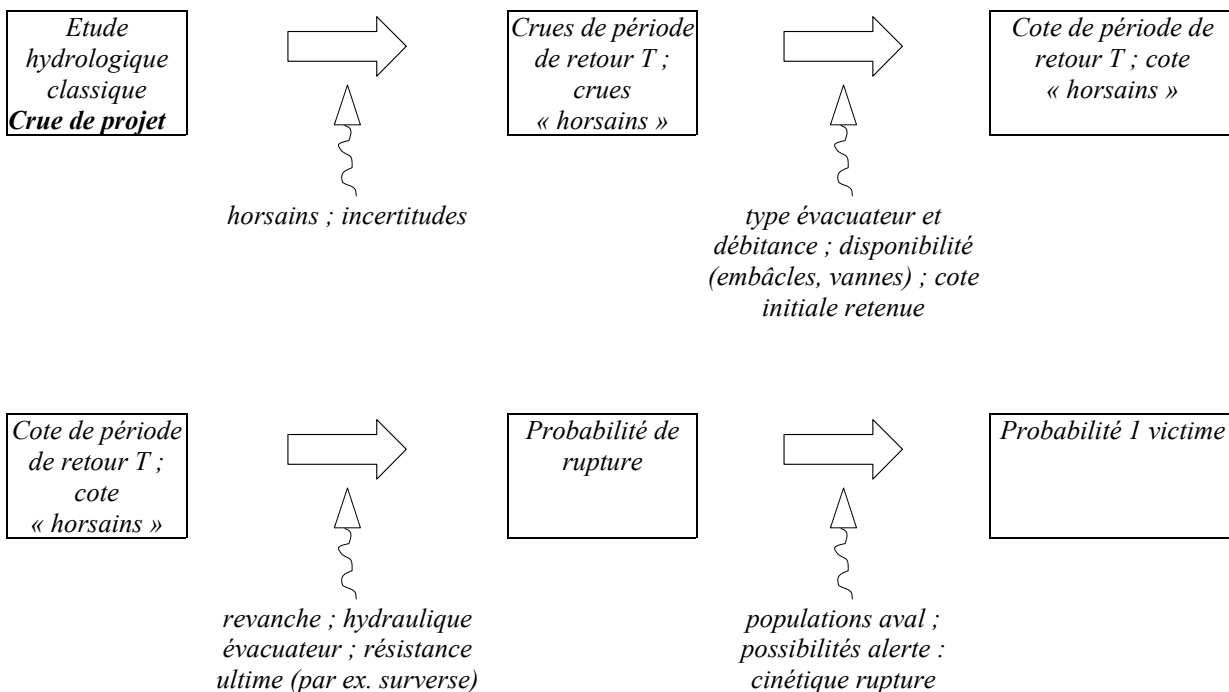 Etude
hydrologique
classique
Crue de projet
Crues de période
de retour T ;
crues
« horsains »
Cote de période de
retour T ; cote
« horsains »
horsains ; incertitudes
type évacuateur et
débitance ; disponibilité
(embâcles, vannes) ; cote
initiale retenue
Cote de période
de retour T ;
cote
« horsains »
Probabilité de
rupture
Probabilité 1 victime
revanche ; hydraulique
évacuateur ; résistance
ultime (par ex. surverse)
populations aval ;
possibilités alerte :
cinétique rupture